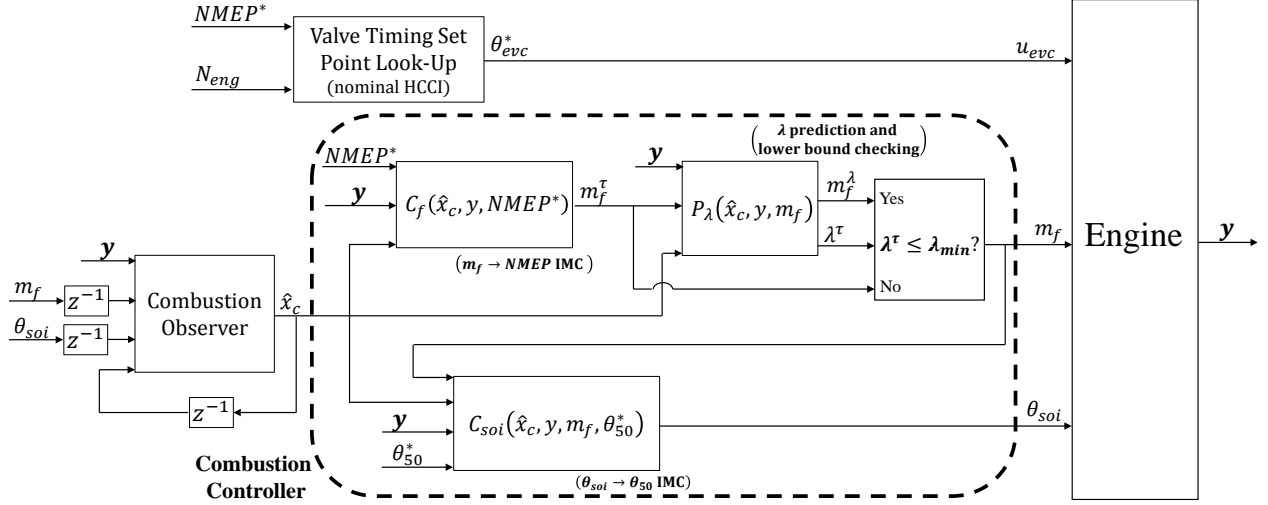 NMEP*
N_eng
Valve Timing Set
Point Look-Up
(nominal HCCI)
θ*_evc
u_evc
NMEP*
y
C_f(x̂_c, y, NMEP*)
(m_f → NMEP IMC)
m_f^τ
y
(λ prediction and
lower bound checking)
P_λ(x̂_c, y, m_f)
m_f^λ
λ^τ
Yes
λ^τ ≤ λ_min?
No
m_f
Engine
y
y
m_f
z⁻¹
θ_soi
z⁻¹
Combustion
Observer
x̂_c
z⁻¹
y
θ*_50
C_soi(x̂_c, y, m_f, θ*_50)
(θ_soi → θ_50 IMC)
θ_soi
Combustion
Controller